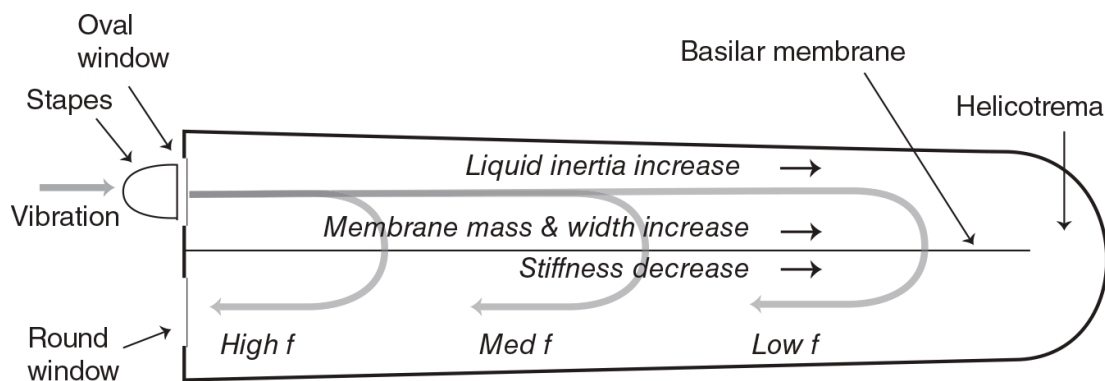 Oval
window
Stapes
Basilar membrane
Helicotrema
Liquid inertia increase
Vibration
Membrane mass & width increase
Stiffness decrease
Round
window
High f
Med f
Low f